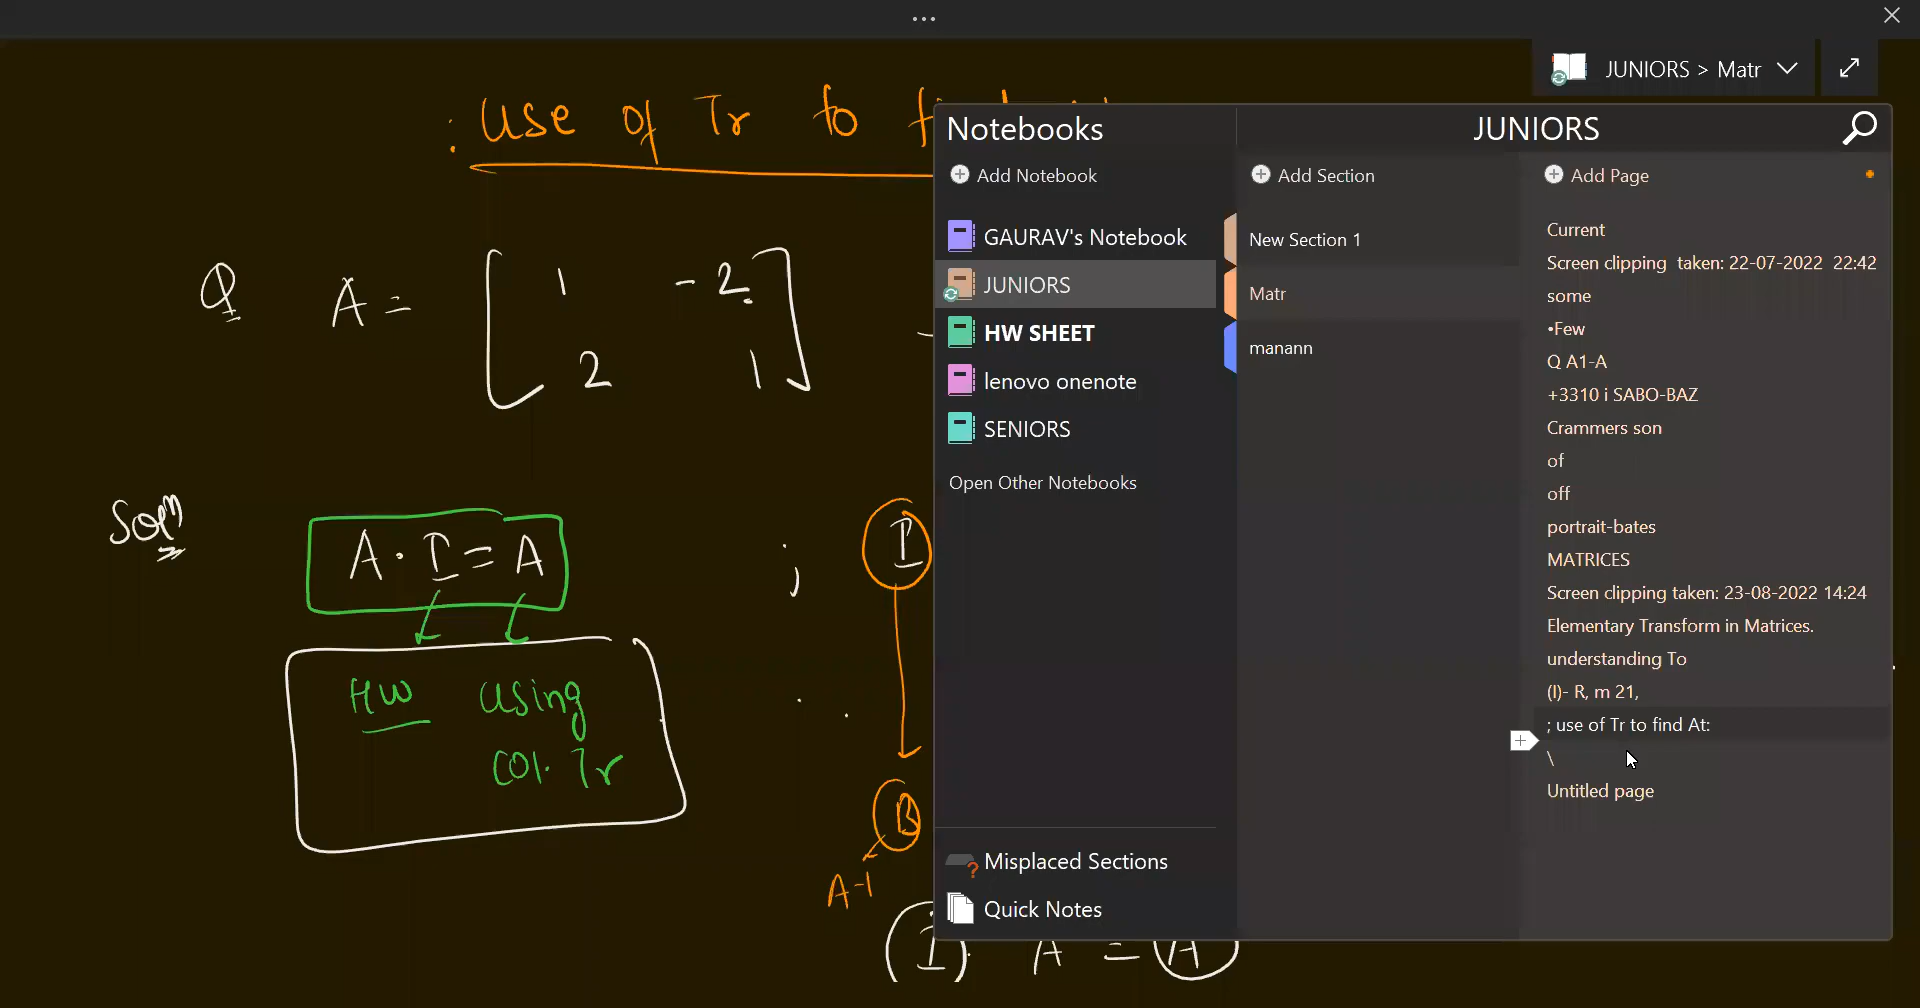 ...
JUNIORS > Matr
: Use of Tr to
Q A = [ 1 -2
2 1 ]
Soln A · I = A ; I
HW using
col. Tr
B
A-1
(I) A = A
Notebooks
Add Notebook
GAURAV's Notebook
JUNIORS
HW SHEET
lenovo onenote
SENIORS
Open Other Notebooks
Misplaced Sections
Quick Notes
JUNIORS
Add Section
New Section 1
Matr
manann
Add Page
Current
Screen clipping taken: 22-07-2022 22:42
some
•Few
Q A1-A
+3310 i SABO-BAZ
Crammers son
of
off
portrait-bates
MATRICES
Screen clipping taken: 23-08-2022 14:24
Elementary Transform in Matrices.
understanding To
(I)- R, m 21,
; use of Tr to find At:
\
Untitled page